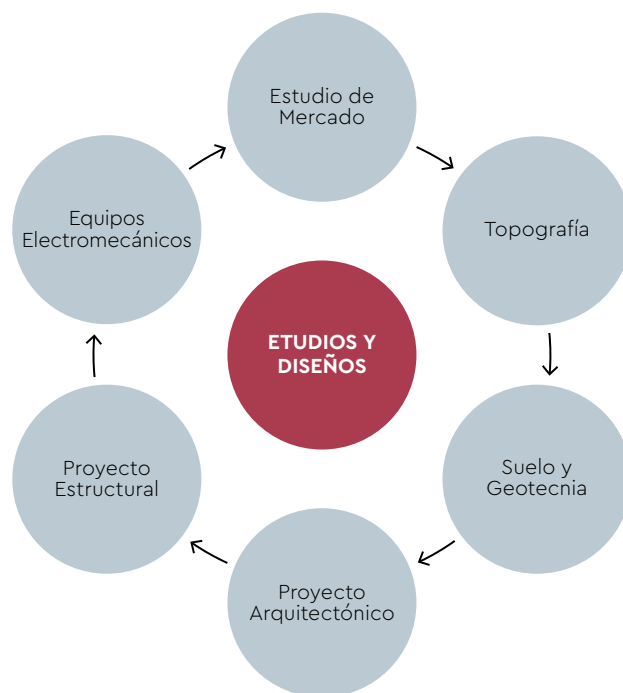 Estudio de
Mercado
Topografía
Suelo y
Geotecnia
Proyecto
Arquitectónico
Proyecto
Estructural
Equipos
Electromecánicos
ETUDIOS Y
DISEÑOS